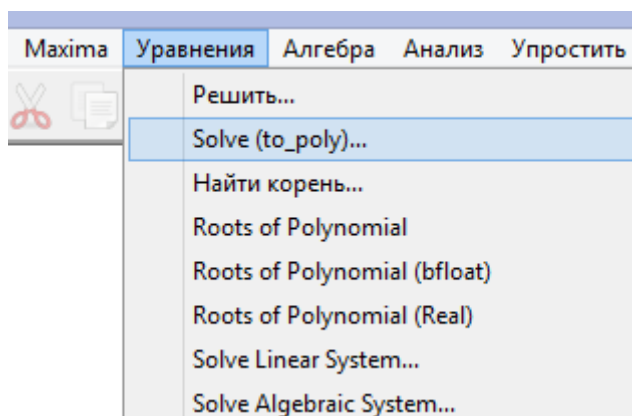 Maxima Уравнения Алгебра Анализ Упростить
Решить...
Solve (to_poly)...
Найти корень...
Roots of Polynomial
Roots of Polynomial (bfloat)
Roots of Polynomial (Real)
Solve Linear System...
Solve Algebraic System...